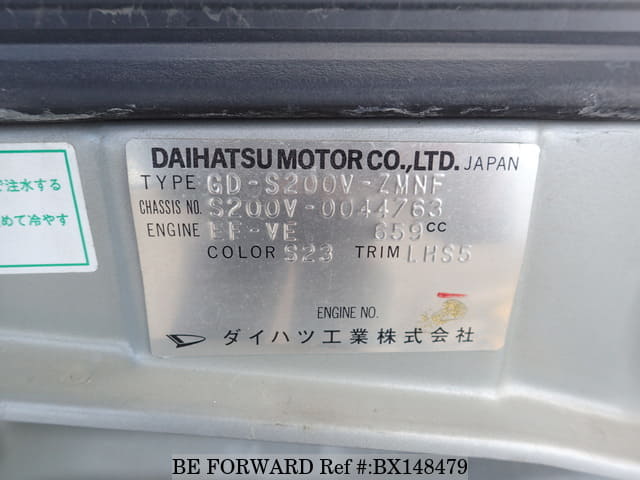 で注水する
めて冷やす
DAIHATSU MOTOR CO.,LTD. JAPAN
TYPE GD-S200V-ZMNF
CHASSIS NO. S200V-0044763
ENGINE EF-VE 659 CC
COLOR S23 TRIM LHS5
ENGINE NO.
ダイハツ工業株式会社
BE FORWARD Ref #:BX148479